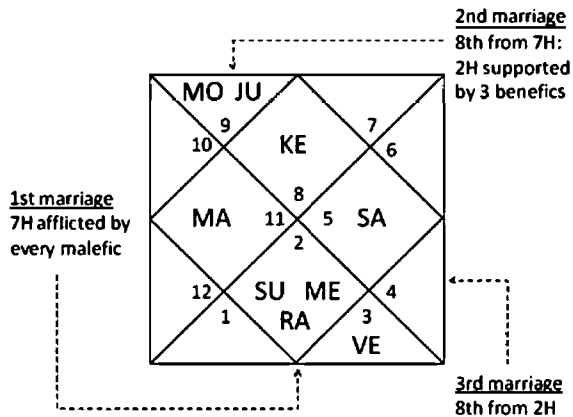 2nd marriage
8th from 7H:
2H supported
by 3 benefics
MO JU
9
7
10
KE
6
8
1st marriage
7H afflicted by
every malefic
MA
11
5
SA
2
12
SU ME
4
RA
1
3
VE
3rd marriage
8th from 2H